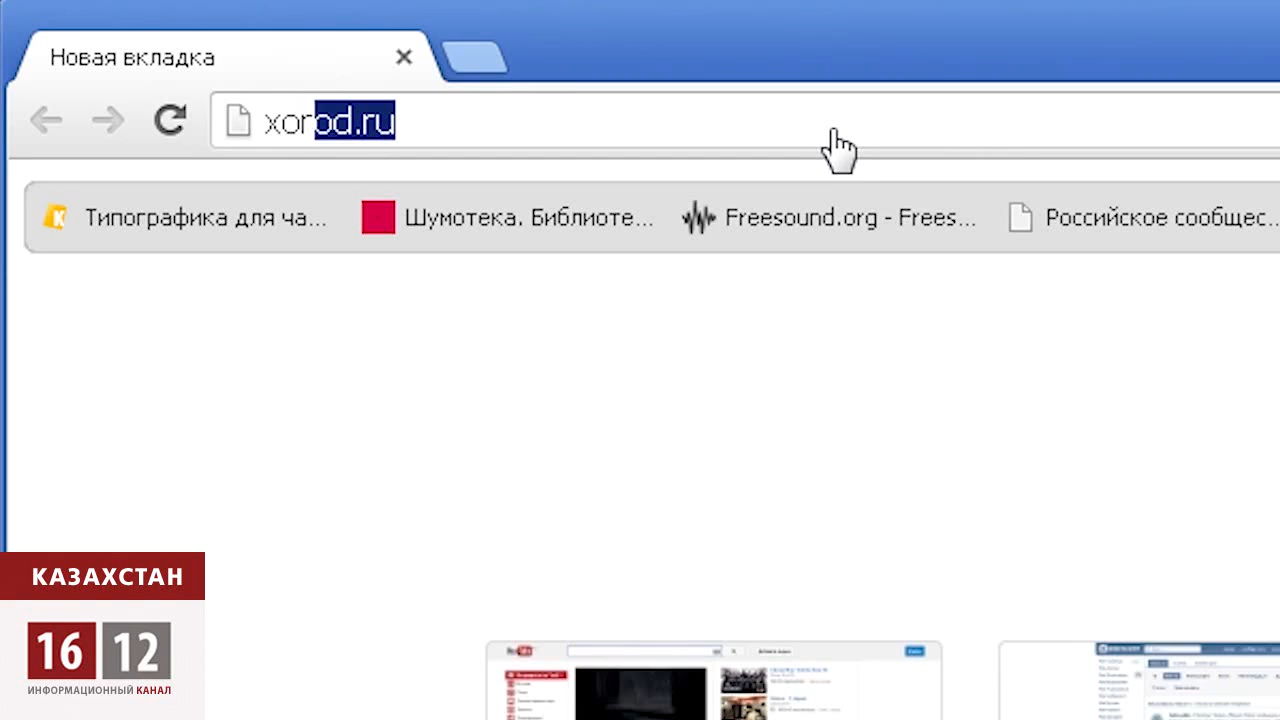 Новая вкладка
xorod.ru
Типографика для ча...
Шумотека. Библиоте...
Freesound.org - Frees...
Российское сообщес...
КАЗАХСТАН
16 12
ИНФОРМАЦИОННЫЙ КАНАЛ